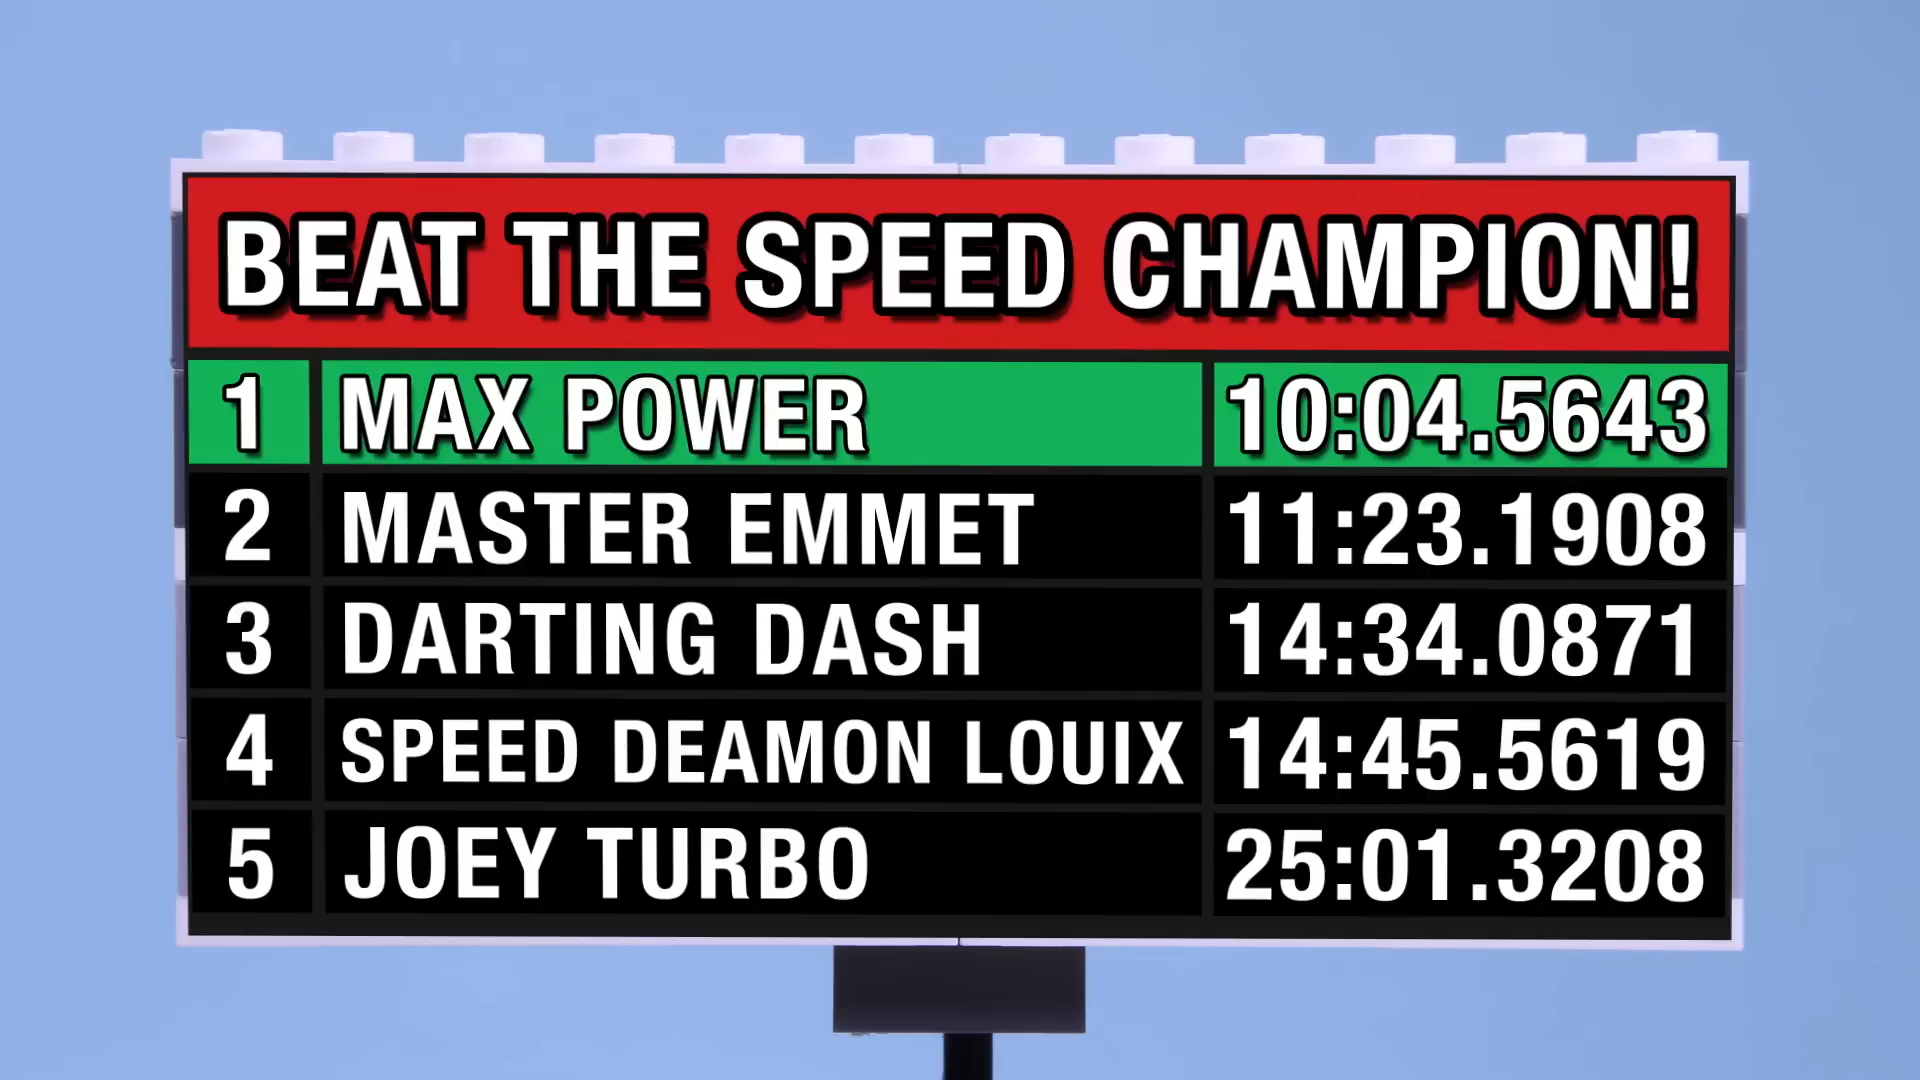 BEAT THE SPEED CHAMPION!
1 MAX POWER 10:04.5643
2 MASTER EMMET 11:23.1908
3 DARTING DASH 14:34.0871
4 SPEED DEAMON LOUIX 14:45.5619
5 JOEY TURBO 25:01.3208